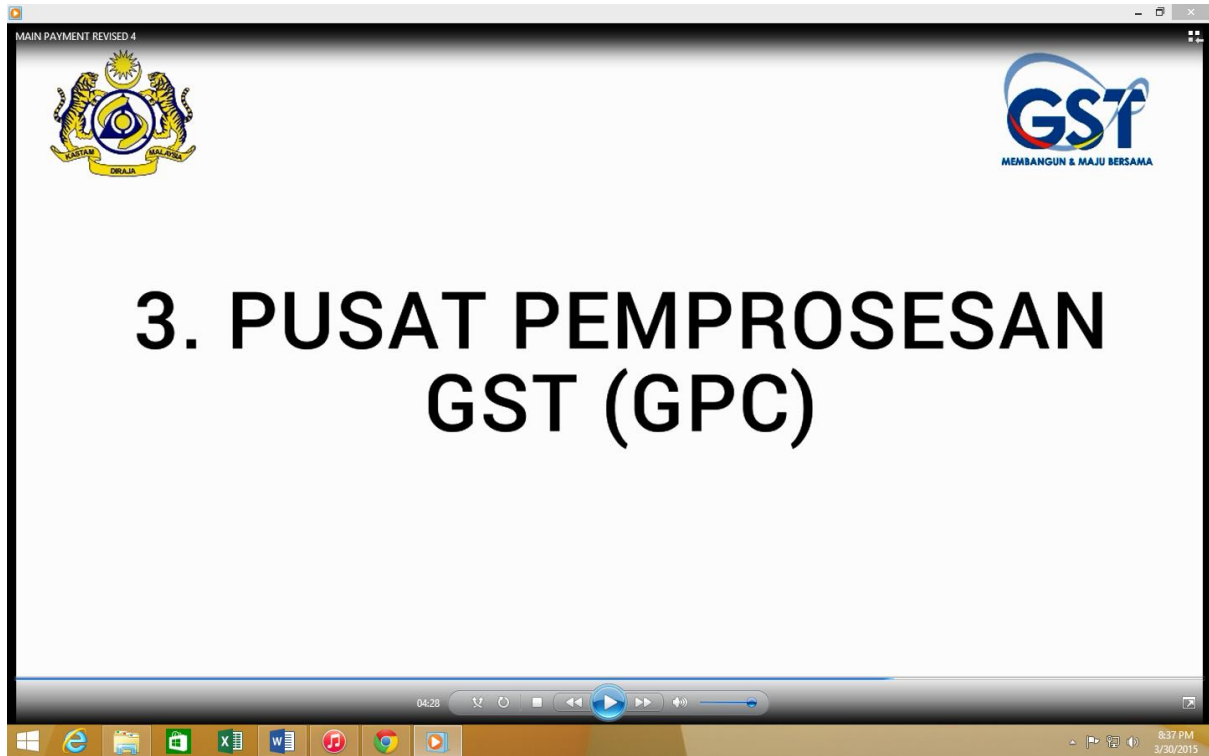 MAIN PAYMENT REVISED 4
KASTAM DIRAJA MALAYSIA
GST
MEMBANGUN & MAJU BERSAMA
3. PUSAT PEMPROSESAN
GST (GPC)
04:28
8:37 PM
3/30/2015